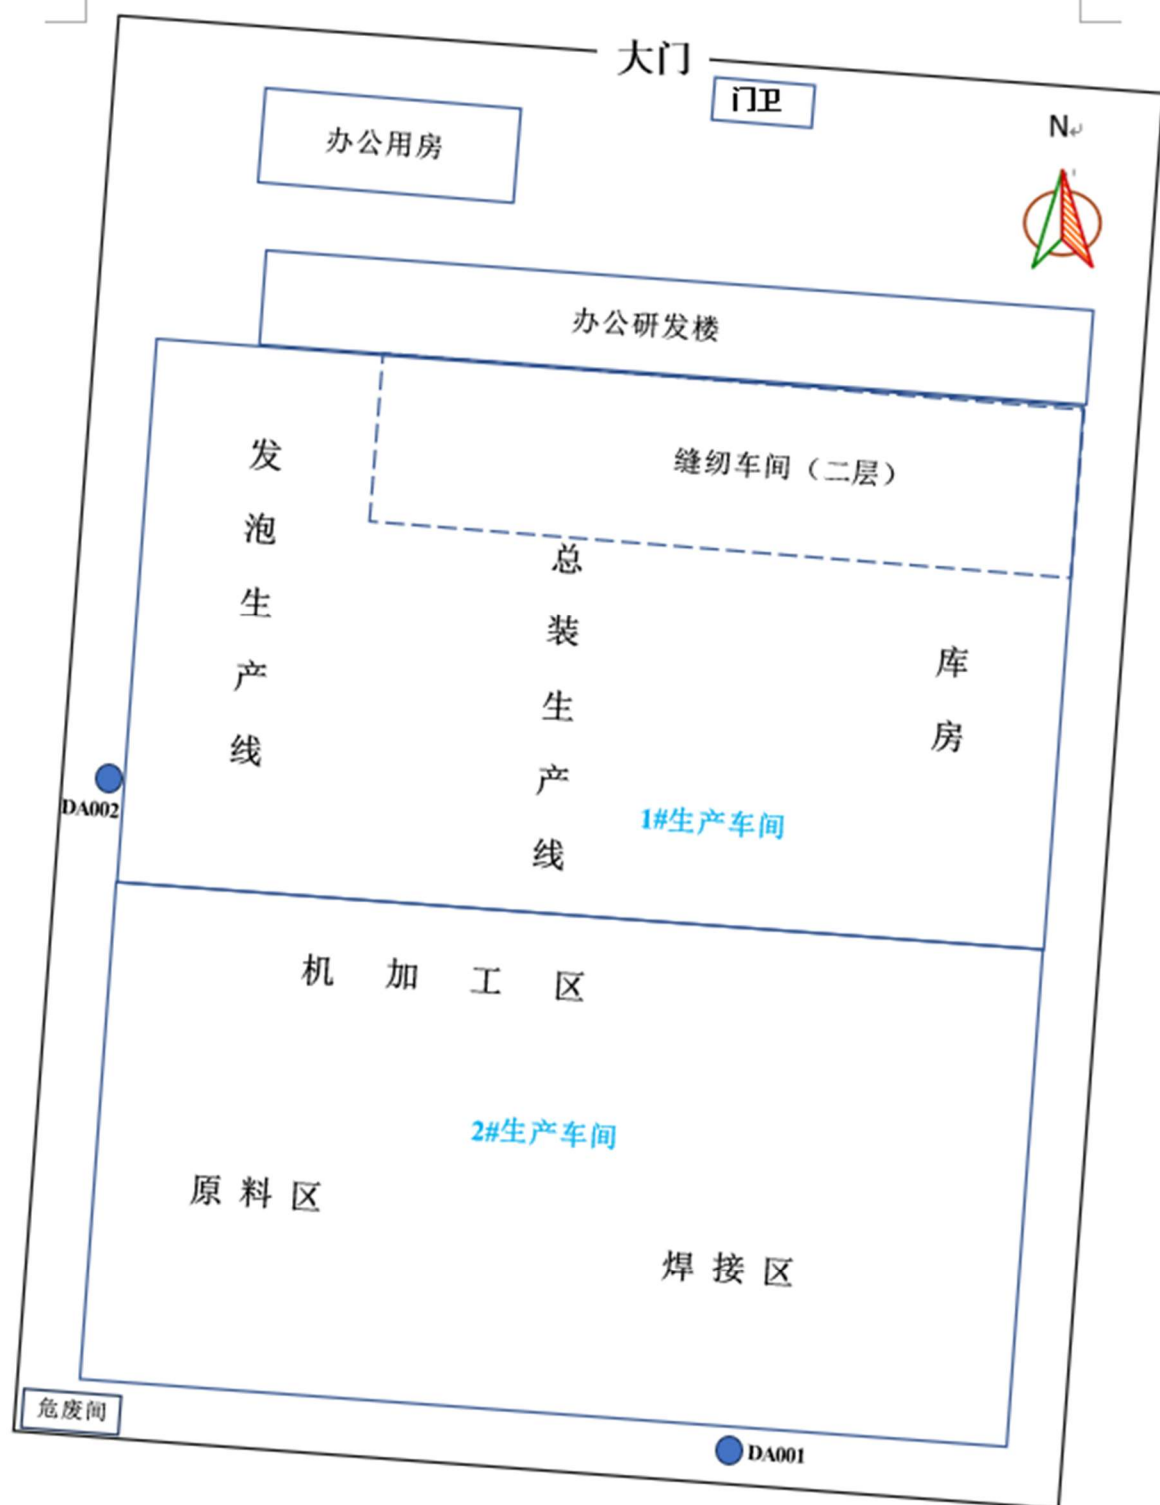 大门
门卫
N
办公用房
办公研发楼
缝纫车间（二层）
发泡生产线
总装生产线
库房
1#生产车间
DA002
机加工区
2#生产车间
原料区
焊接区
危废间
DA001